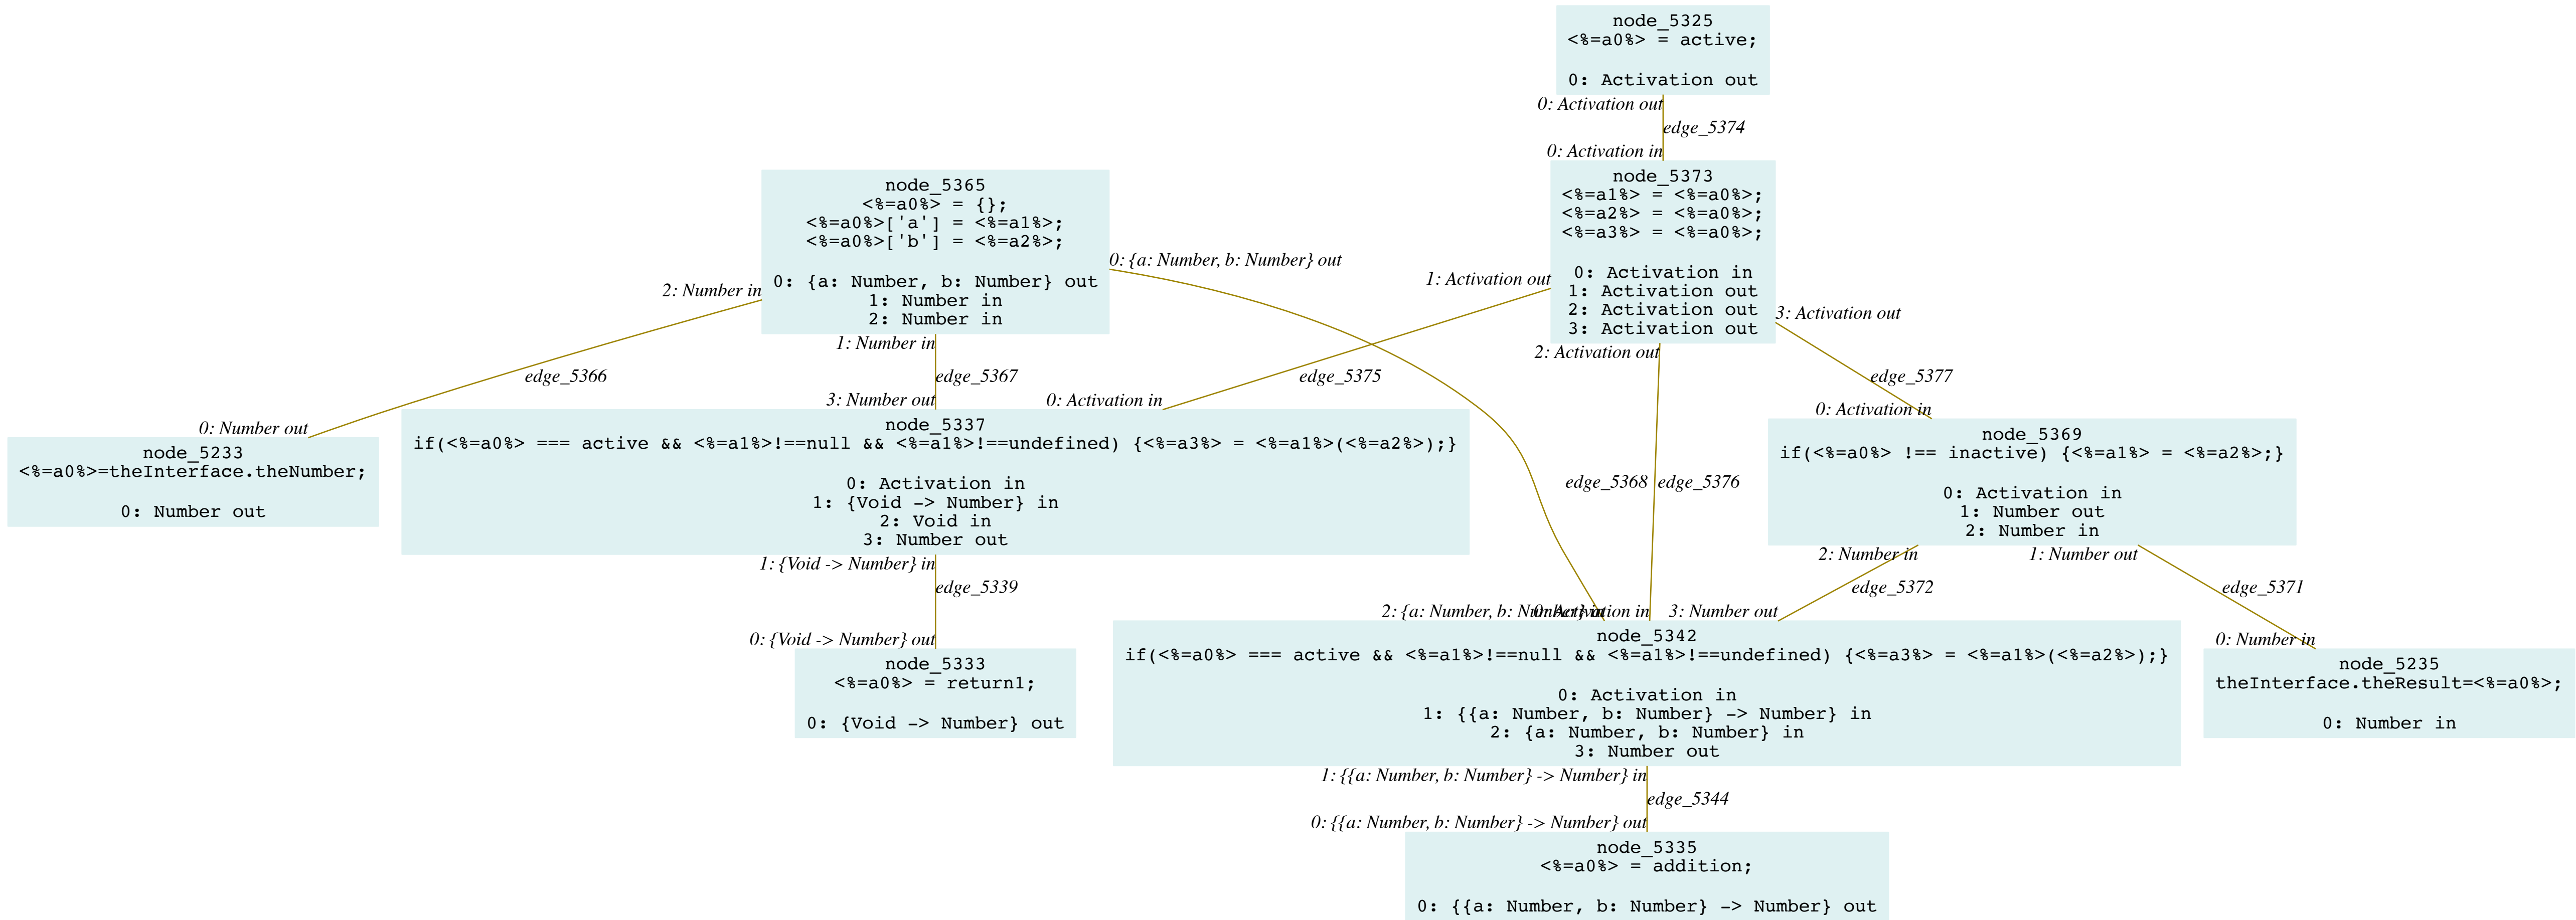 node_5325
<%=a0%> = active;
0: Activation out
0: Activation out
edge_5374
0: Activation in
node_5373
<%=a1%> = <%=a0%>;
<%=a2%> = <%=a0%>;
<%=a3%> = <%=a0%>;
0: Activation in
1: Activation out
2: Activation out
3: Activation out
node_5365
<%=a0%> = {};
<%=a0%>['a'] = <%=a1%>;
<%=a0%>['b'] = <%=a2%>;
0: {a: Number, b: Number} out
1: Number in
2: Number in
0: {a: Number, b: Number} out
1: Activation out
2: Number in
3: Activation out
1: Number in
2: Activation out
edge_5366
edge_5367
edge_5375
edge_5377
3: Number out
0: Activation in
0: Activation in
0: Number out
node_5233
<%=a0%>=theInterface.theNumber;
0: Number out
node_5337
if(<%=a0%> === active && <%=a1%>!==null && <%=a1%>!==undefined) {<%=a3%> = <%=a1%>(<%=a2%>);}
0: Activation in
1: {Void -> Number} in
2: Void in
3: Number out
edge_5368
edge_5376
node_5369
if(<%=a0%> !== inactive) {<%=a1%> = <%=a2%>;}
0: Activation in
1: Number out
2: Number in
1: {Void -> Number} in
edge_5339
0: {Void -> Number} out
2: Number in
1: Number out
edge_5372
edge_5371
2: {a: Number, b: Number} in
0: Activation in
3: Number out
0: Number in
node_5333
<%=a0%> = return1;
0: {Void -> Number} out
node_5342
if(<%=a0%> === active && <%=a1%>!==null && <%=a1%>!==undefined) {<%=a3%> = <%=a1%>(<%=a2%>);}
0: Activation in
1: {{a: Number, b: Number} -> Number} in
2: {a: Number, b: Number} in
3: Number out
node_5235
theInterface.theResult=<%=a0%>;
0: Number in
1: {{a: Number, b: Number} -> Number} in
edge_5344
0: {{a: Number, b: Number} -> Number} out
node_5335
<%=a0%> = addition;
0: {{a: Number, b: Number} -> Number} out